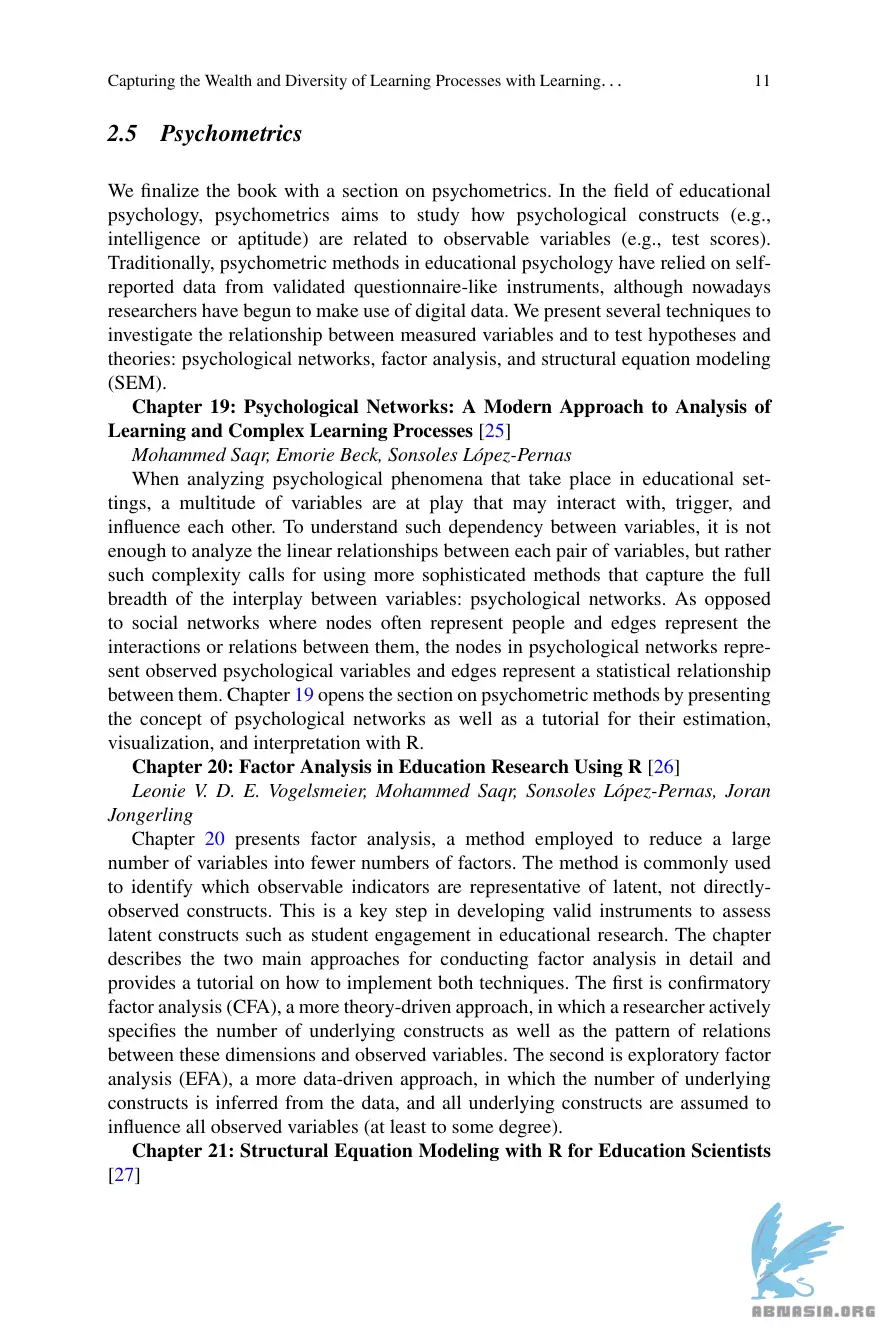 Capturing the Wealth and Diversity of Learning Processes with Learning... 11
2.5 Psychometrics
We finalize the book with a section on psychometrics. In the field of educational
psychology, psychometrics aims to study how psychological constructs (e.g.,
intelligence or aptitude) are related to observable variables (e.g., test scores).
Traditionally, psychometric methods in educational psychology have relied on self-
reported data from validated questionnaire-like instruments, although nowadays
researchers have begun to make use of digital data. We present several techniques to
investigate the relationship between measured variables and to test hypotheses and
theories: psychological networks, factor analysis, and structural equation modeling
(SEM).
Chapter 19: Psychological Networks: A Modern Approach to Analysis of
Learning and Complex Learning Processes [25]
Mohammed Saqr, Emorie Beck, Sonsoles López-Pernas
When analyzing psychological phenomena that take place in educational set-
tings, a multitude of variables are at play that may interact with, trigger, and
influence each other. To understand such dependency between variables, it is not
enough to analyze the linear relationships between each pair of variables, but rather
such complexity calls for using more sophisticated methods that capture the full
breadth of the interplay between variables: psychological networks. As opposed
to social networks where nodes often represent people and edges represent the
interactions or relations between them, the nodes in psychological networks repre-
sent observed psychological variables and edges represent a statistical relationship
between them. Chapter 19 opens the section on psychometric methods by presenting
the concept of psychological networks as well as a tutorial for their estimation,
visualization, and interpretation with R.
Chapter 20: Factor Analysis in Education Research Using R [26]
Leonie V. D. E. Vogelsmeier, Mohammed Saqr, Sonsoles López-Pernas, Joran
Jongerling
Chapter 20 presents factor analysis, a method employed to reduce a large
number of variables into fewer numbers of factors. The method is commonly used
to identify which observable indicators are representative of latent, not directly-
observed constructs. This is a key step in developing valid instruments to assess
latent constructs such as student engagement in educational research. The chapter
describes the two main approaches for conducting factor analysis in detail and
provides a tutorial on how to implement both techniques. The first is confirmatory
factor analysis (CFA), a more theory-driven approach, in which a researcher actively
specifies the number of underlying constructs as well as the pattern of relations
between these dimensions and observed variables. The second is exploratory factor
analysis (EFA), a more data-driven approach, in which the number of underlying
constructs is inferred from the data, and all underlying constructs are assumed to
influence all observed variables (at least to some degree).
Chapter 21: Structural Equation Modeling with R for Education Scientists
[27]
ABNASIA.ORG